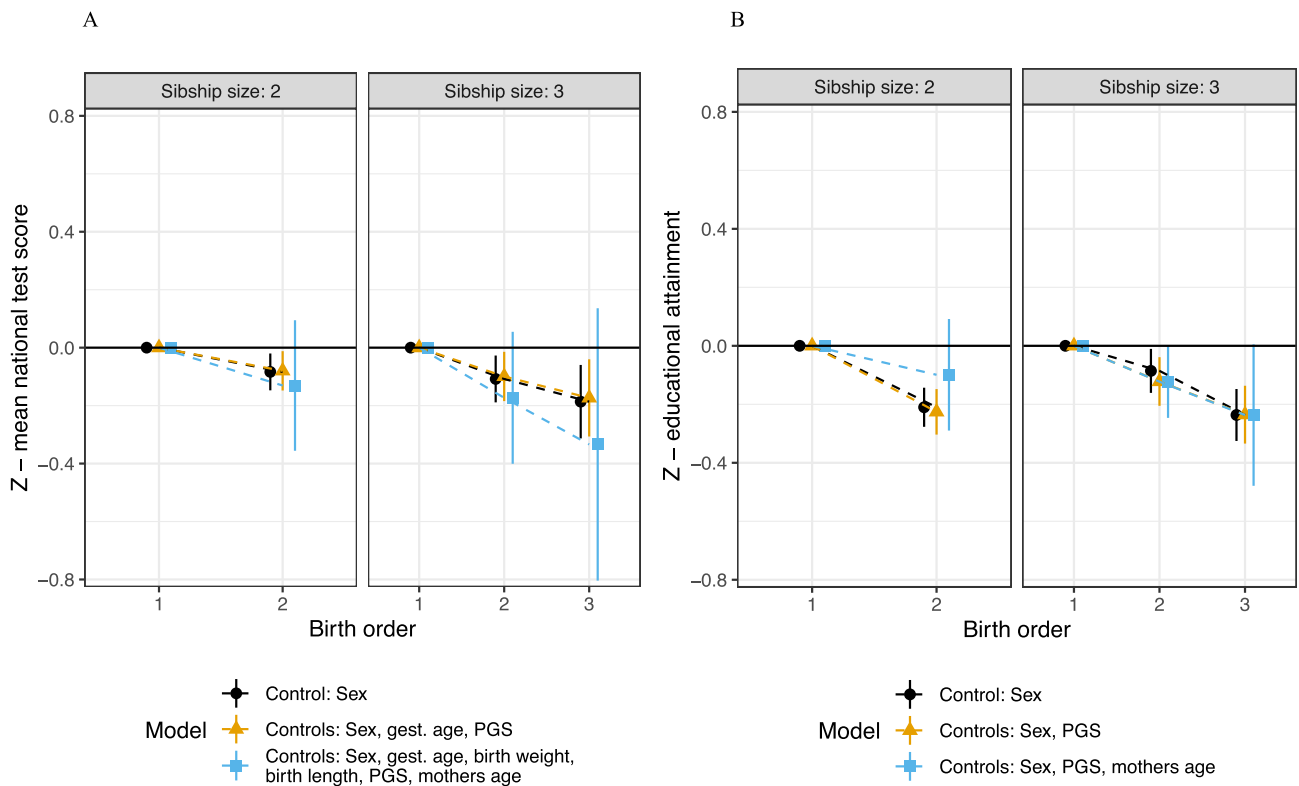 A
Sibship size: 2
Sibship size: 3
Z − mean national test score
0.8
0.4
0.0
−0.4
−0.8
1
2
1
2
3
Birth order
Model
Control: Sex
Controls: Sex, gest. age, PGS
Controls: Sex, gest. age, birth weight,
birth length, PGS, mothers age
B
Sibship size: 2
Sibship size: 3
Z − educational attainment
0.8
0.4
0.0
−0.4
−0.8
1
2
1
2
3
Birth order
Model
Control: Sex
Controls: Sex, PGS
Controls: Sex, PGS, mothers age